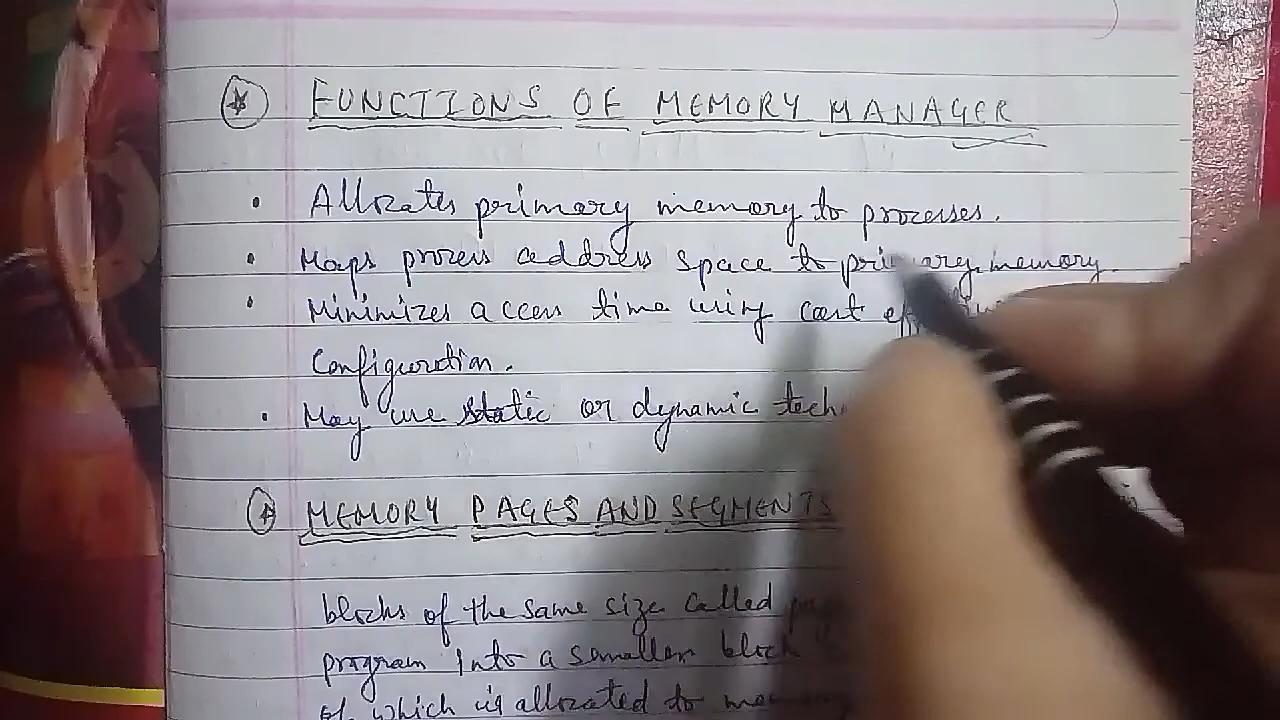 FUNCTIONS OF MEMORY MANAGER
• Allocates primary memory to processes.
• Maps process address space to primary memory.
• Minimizes access time using cost
Configuration.
• May use static or dynamic
MEMORY PAGES AND SEGMENTS
blocks of the same size called
program into a smaller block
of which is allocated to